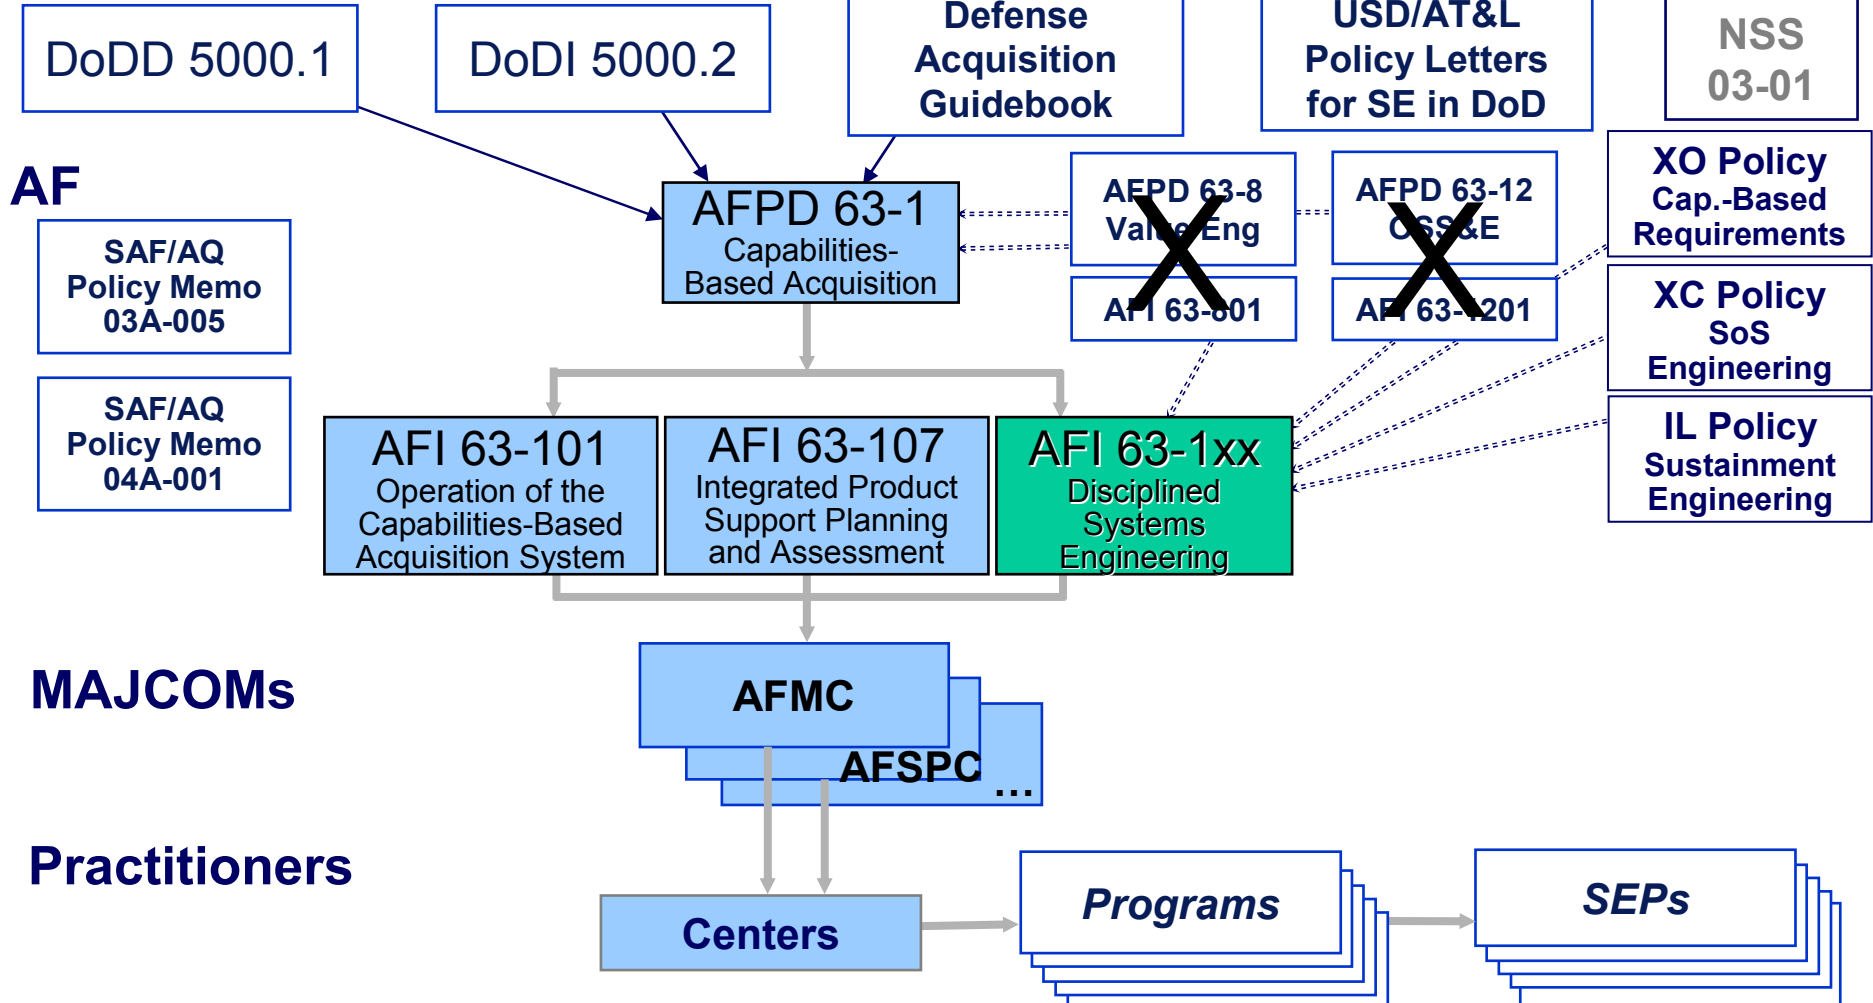 DoDD 5000.1
DoDI 5000.2
Defense
Acquisition
Guidebook
USD/AT&L
Policy Letters
for SE in DoD
NSS
03-01
AF
SAF/AQ
Policy Memo
03A-005
SAF/AQ
Policy Memo
04A-001
AFPD 63-1
Capabilities-
Based Acquisition
AFPD 63-8
Value Eng
AFI 63-801
AFPD 63-12
OSS&E
AFI 63-1201
XO Policy
Cap.-Based
Requirements
XC Policy
SoS
Engineering
IL Policy
Sustainment
Engineering
AFI 63-101
Operation of the
Capabilities-Based
Acquisition System
AFI 63-107
Integrated Product
Support Planning
and Assessment
AFI 63-1xx
Disciplined
Systems
Engineering
MAJCOMs
AFMC
AFSPC
...
Practitioners
Centers
Programs
SEPs